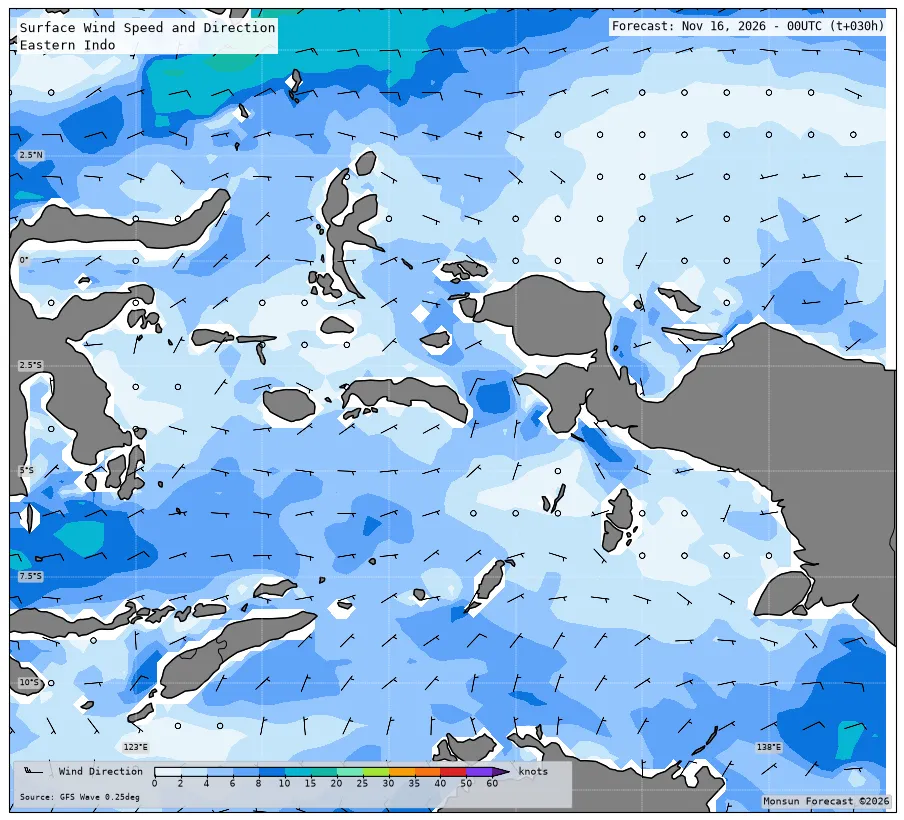 Surface Wind Speed and Direction
Eastern Indo
Forecast: Nov 16, 2026 - 00UTC (t+030h)
2.5°N
0°
2.5°S
5°S
7.5°S
10°S
123°E
138°E
Wind Direction
0 2 4 6 8 10 15 20 25 30 35 40 50 60
knots
Source: GFS Wave 0.25deg
Monsun Forecast ©2026